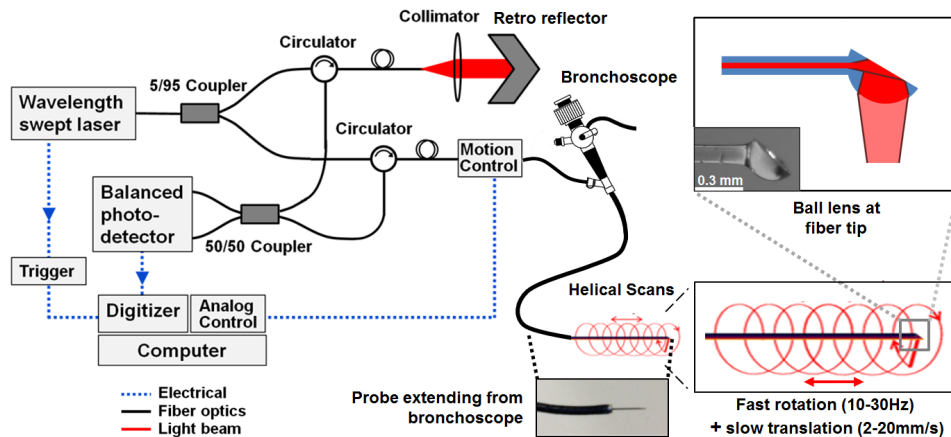 Collimator
Retro reflector
Circulator
5/95 Coupler
Bronchoscope
Wavelength
swept laser
Circulator
Motion
Control
0.3 mm
Balanced
photo-
detector
50/50 Coupler
Ball lens at
fiber tip
Trigger
Helical Scans
Digitizer
Analog
Control
Computer
Electrical
Fiber optics
Light beam
Probe extending from
bronchoscope
Fast rotation (10-30Hz)
+ slow translation (2-20mm/s)